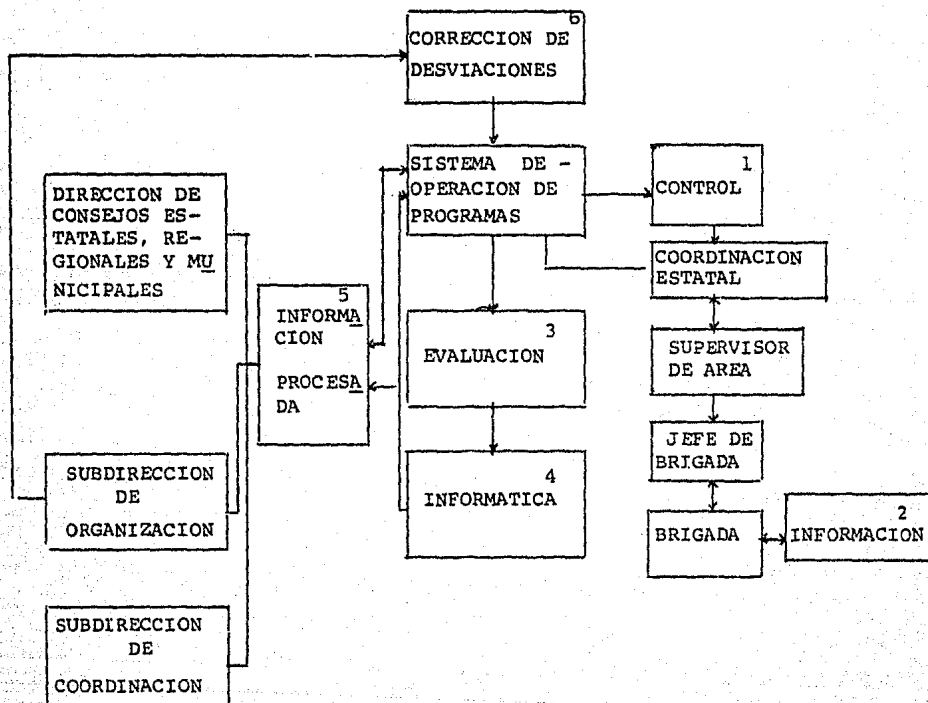 6
CORRECCION DE
DESVIACIONES
SISTEMA DE -
OPERACION DE
PROGRAMAS
1
CONTROL
DIRECCION DE
CONSEJOS ES-
TATALES, RE-
GIONALES Y MU
NICIPALES
COORDINACION
ESTATAL
5
INFORMA
CION
PROCESA
DA
3
EVALUACION
SUPERVISOR
DE AREA
JEFE DE
BRIGADA
SUBDIRECCION
DE
ORGANIZACION
4
INFORMATICA
BRIGADA
2
INFORMACION
SUBDIRECCION
DE
COORDINACION